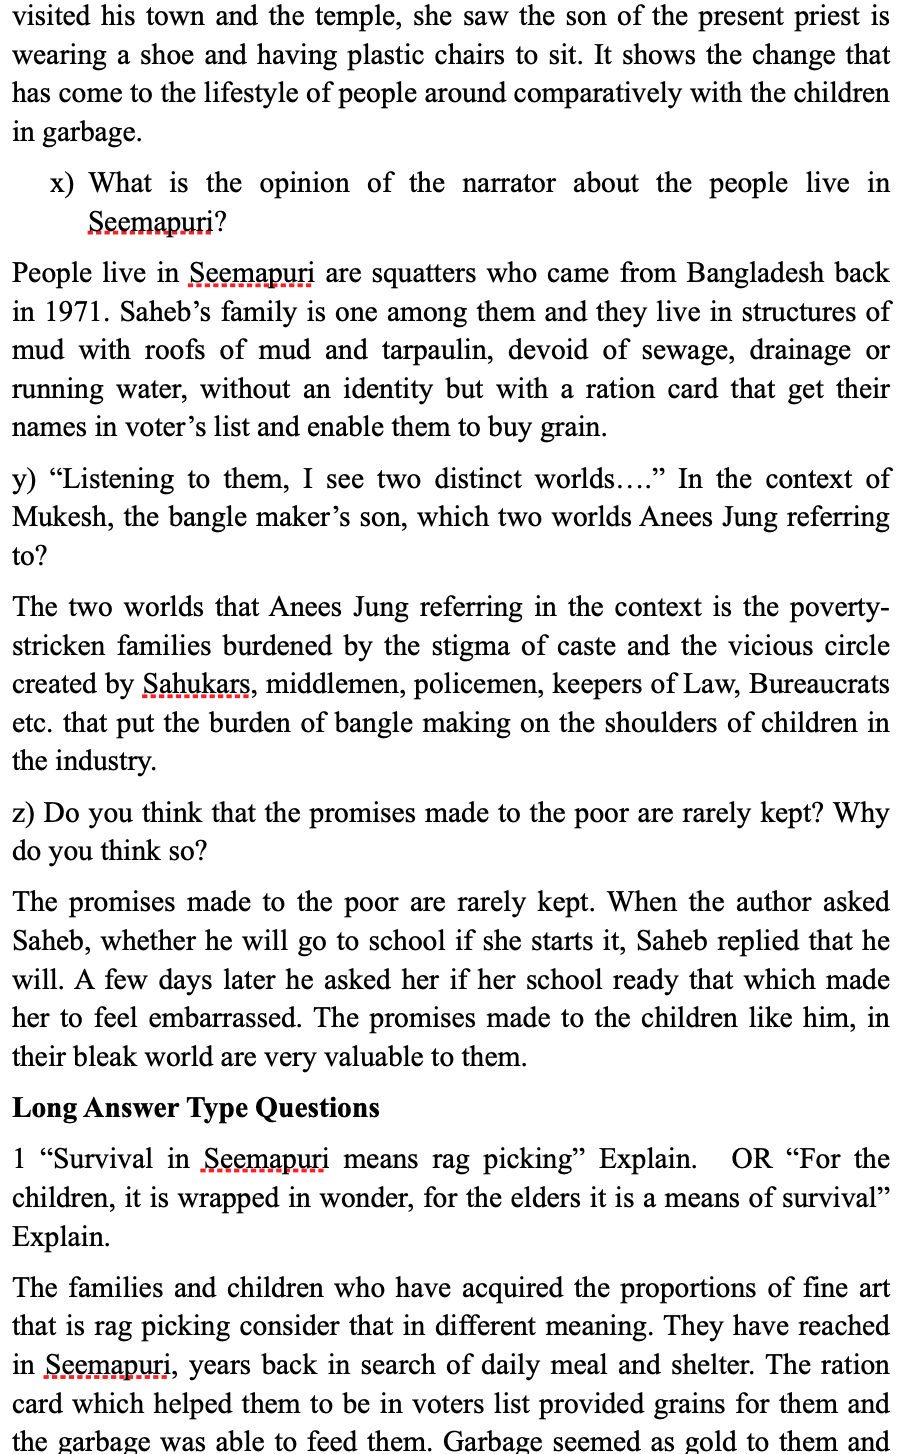 visited his town and the temple, she saw the son of the present priest is
wearing a shoe and having plastic chairs to sit. It shows the change that
has come to the lifestyle of people around comparatively with the children
in garbage.
x) What is the opinion of the narrator about the people live in
Seemapuri?
People live in Seemapuri are squatters who came from Bangladesh back
in 1971. Saheb’s family is one among them and they live in structures of
mud with roofs of mud and tarpaulin, devoid of sewage, drainage or
running water, without an identity but with a ration card that get their
names in voter’s list and enable them to buy grain.
y) “Listening to them, I see two distinct worlds….” In the context of
Mukesh, the bangle maker’s son, which two worlds Anees Jung referring
to?
The two worlds that Anees Jung referring in the context is the poverty-
stricken families burdened by the stigma of caste and the vicious circle
created by Sahukars, middlemen, policemen, keepers of Law, Bureaucrats
etc. that put the burden of bangle making on the shoulders of children in
the industry.
z) Do you think that the promises made to the poor are rarely kept? Why
do you think so?
The promises made to the poor are rarely kept. When the author asked
Saheb, whether he will go to school if she starts it, Saheb replied that he
will. A few days later he asked her if her school ready that which made
her to feel embarrassed. The promises made to the children like him, in
their bleak world are very valuable to them.
Long Answer Type Questions
1 “Survival in Seemapuri means rag picking” Explain. OR “For the
children, it is wrapped in wonder, for the elders it is a means of survival”
Explain.
The families and children who have acquired the proportions of fine art
that is rag picking consider that in different meaning. They have reached
in Seemapuri, years back in search of daily meal and shelter. The ration
card which helped them to be in voters list provided grains for them and
the garbage was able to feed them. Garbage seemed as gold to them and